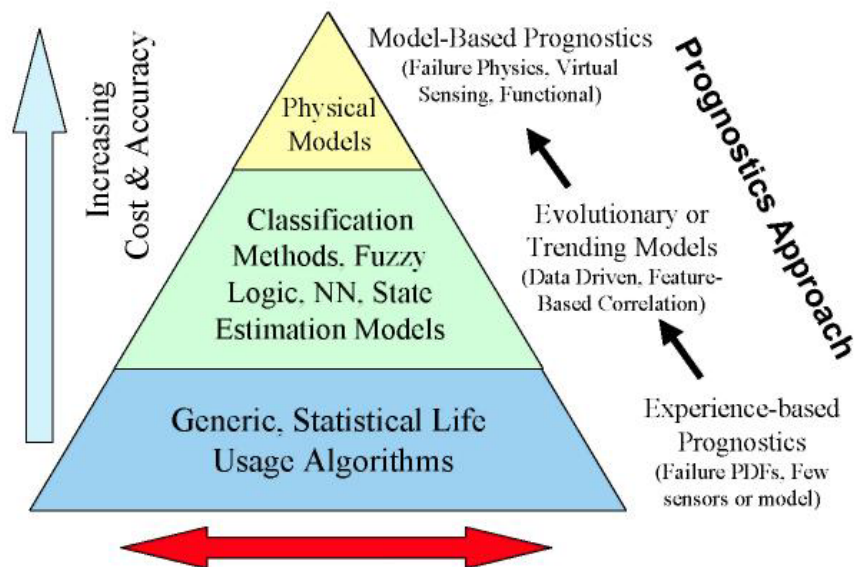 Increasing
Cost & Accuracy
Physical
Models
Classification
Methods, Fuzzy
Logic, NN, State
Estimation Models
Generic, Statistical Life
Usage Algorithms
Model-Based Prognostics
(Failure Physics, Virtual
Sensing, Functional)
Evolutionary or
Trending Models
(Data Driven, Feature-
Based Correlation)
Experience-based
Prognostics
(Failure PDFs, Few
sensors or model)
Prognostics Approach